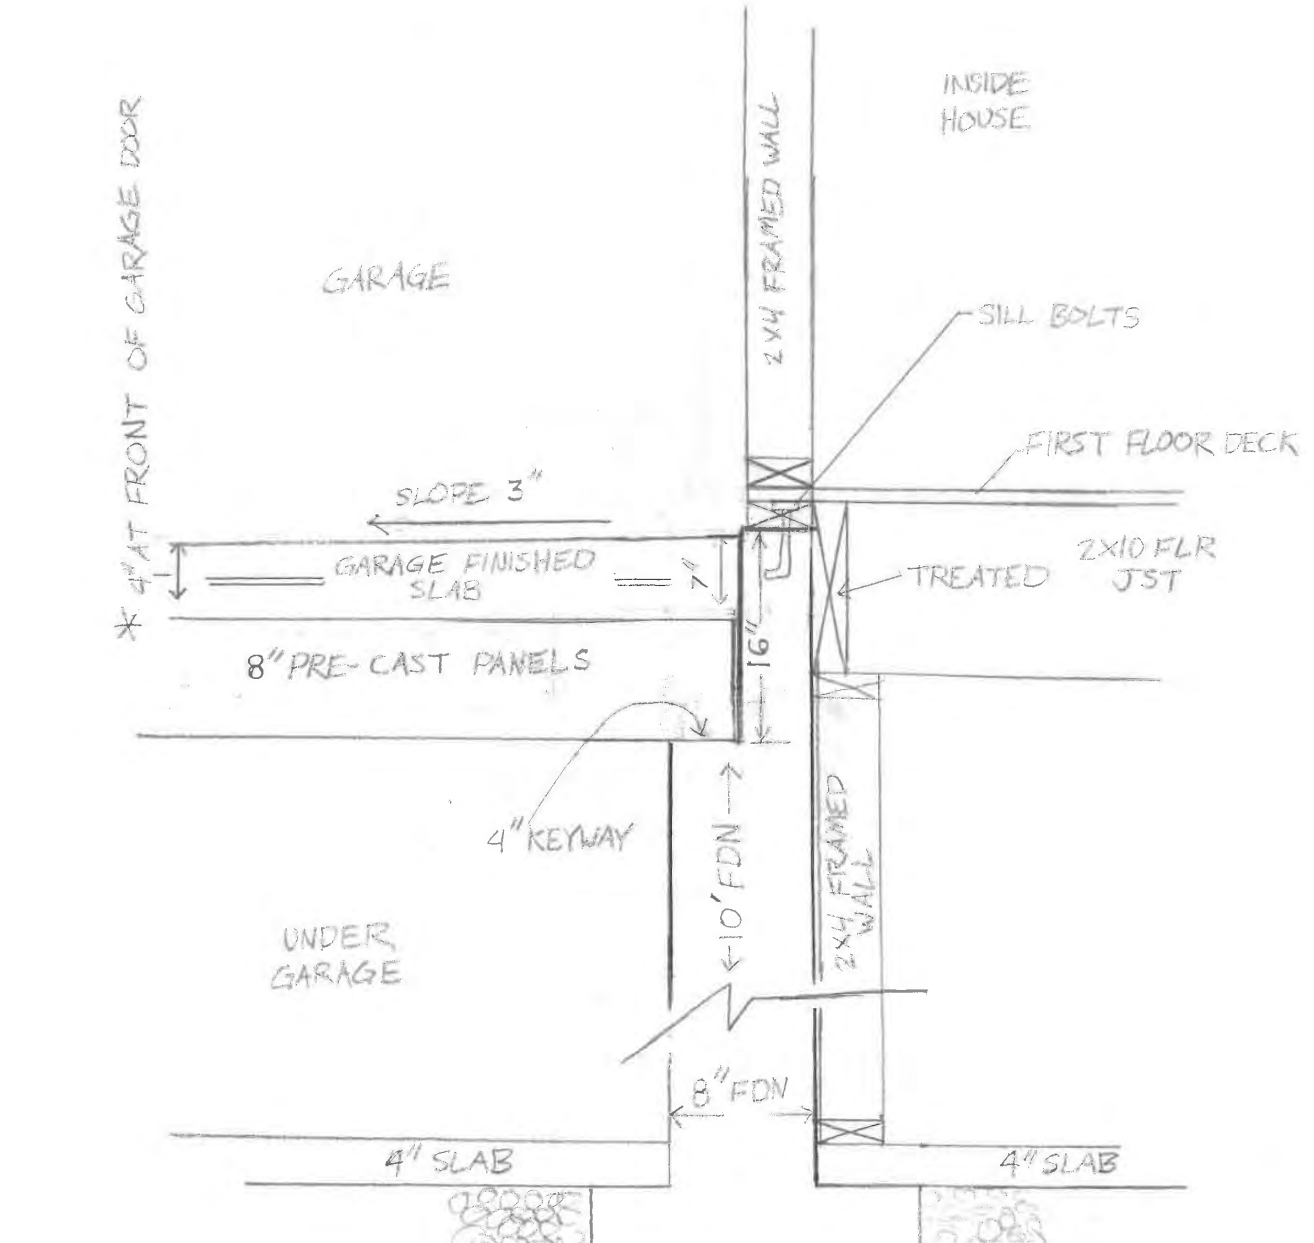 INSIDE
HOUSE
* 4" AT FRONT OF GARAGE DOOR
2X4 FRAMED WALL
GARAGE
SILL BOLTS
FIRST FLOOR DECK
SLOPE 3"
GARAGE FINISHED
SLAB
7"
2X10 FLR
JST
TREATED
16"
8" PRE-CAST PANELS
4" KEYWAY
10' FDN
2X4 FRAMED
WALL
UNDER
GARAGE
8" FDN
4" SLAB
4" SLAB